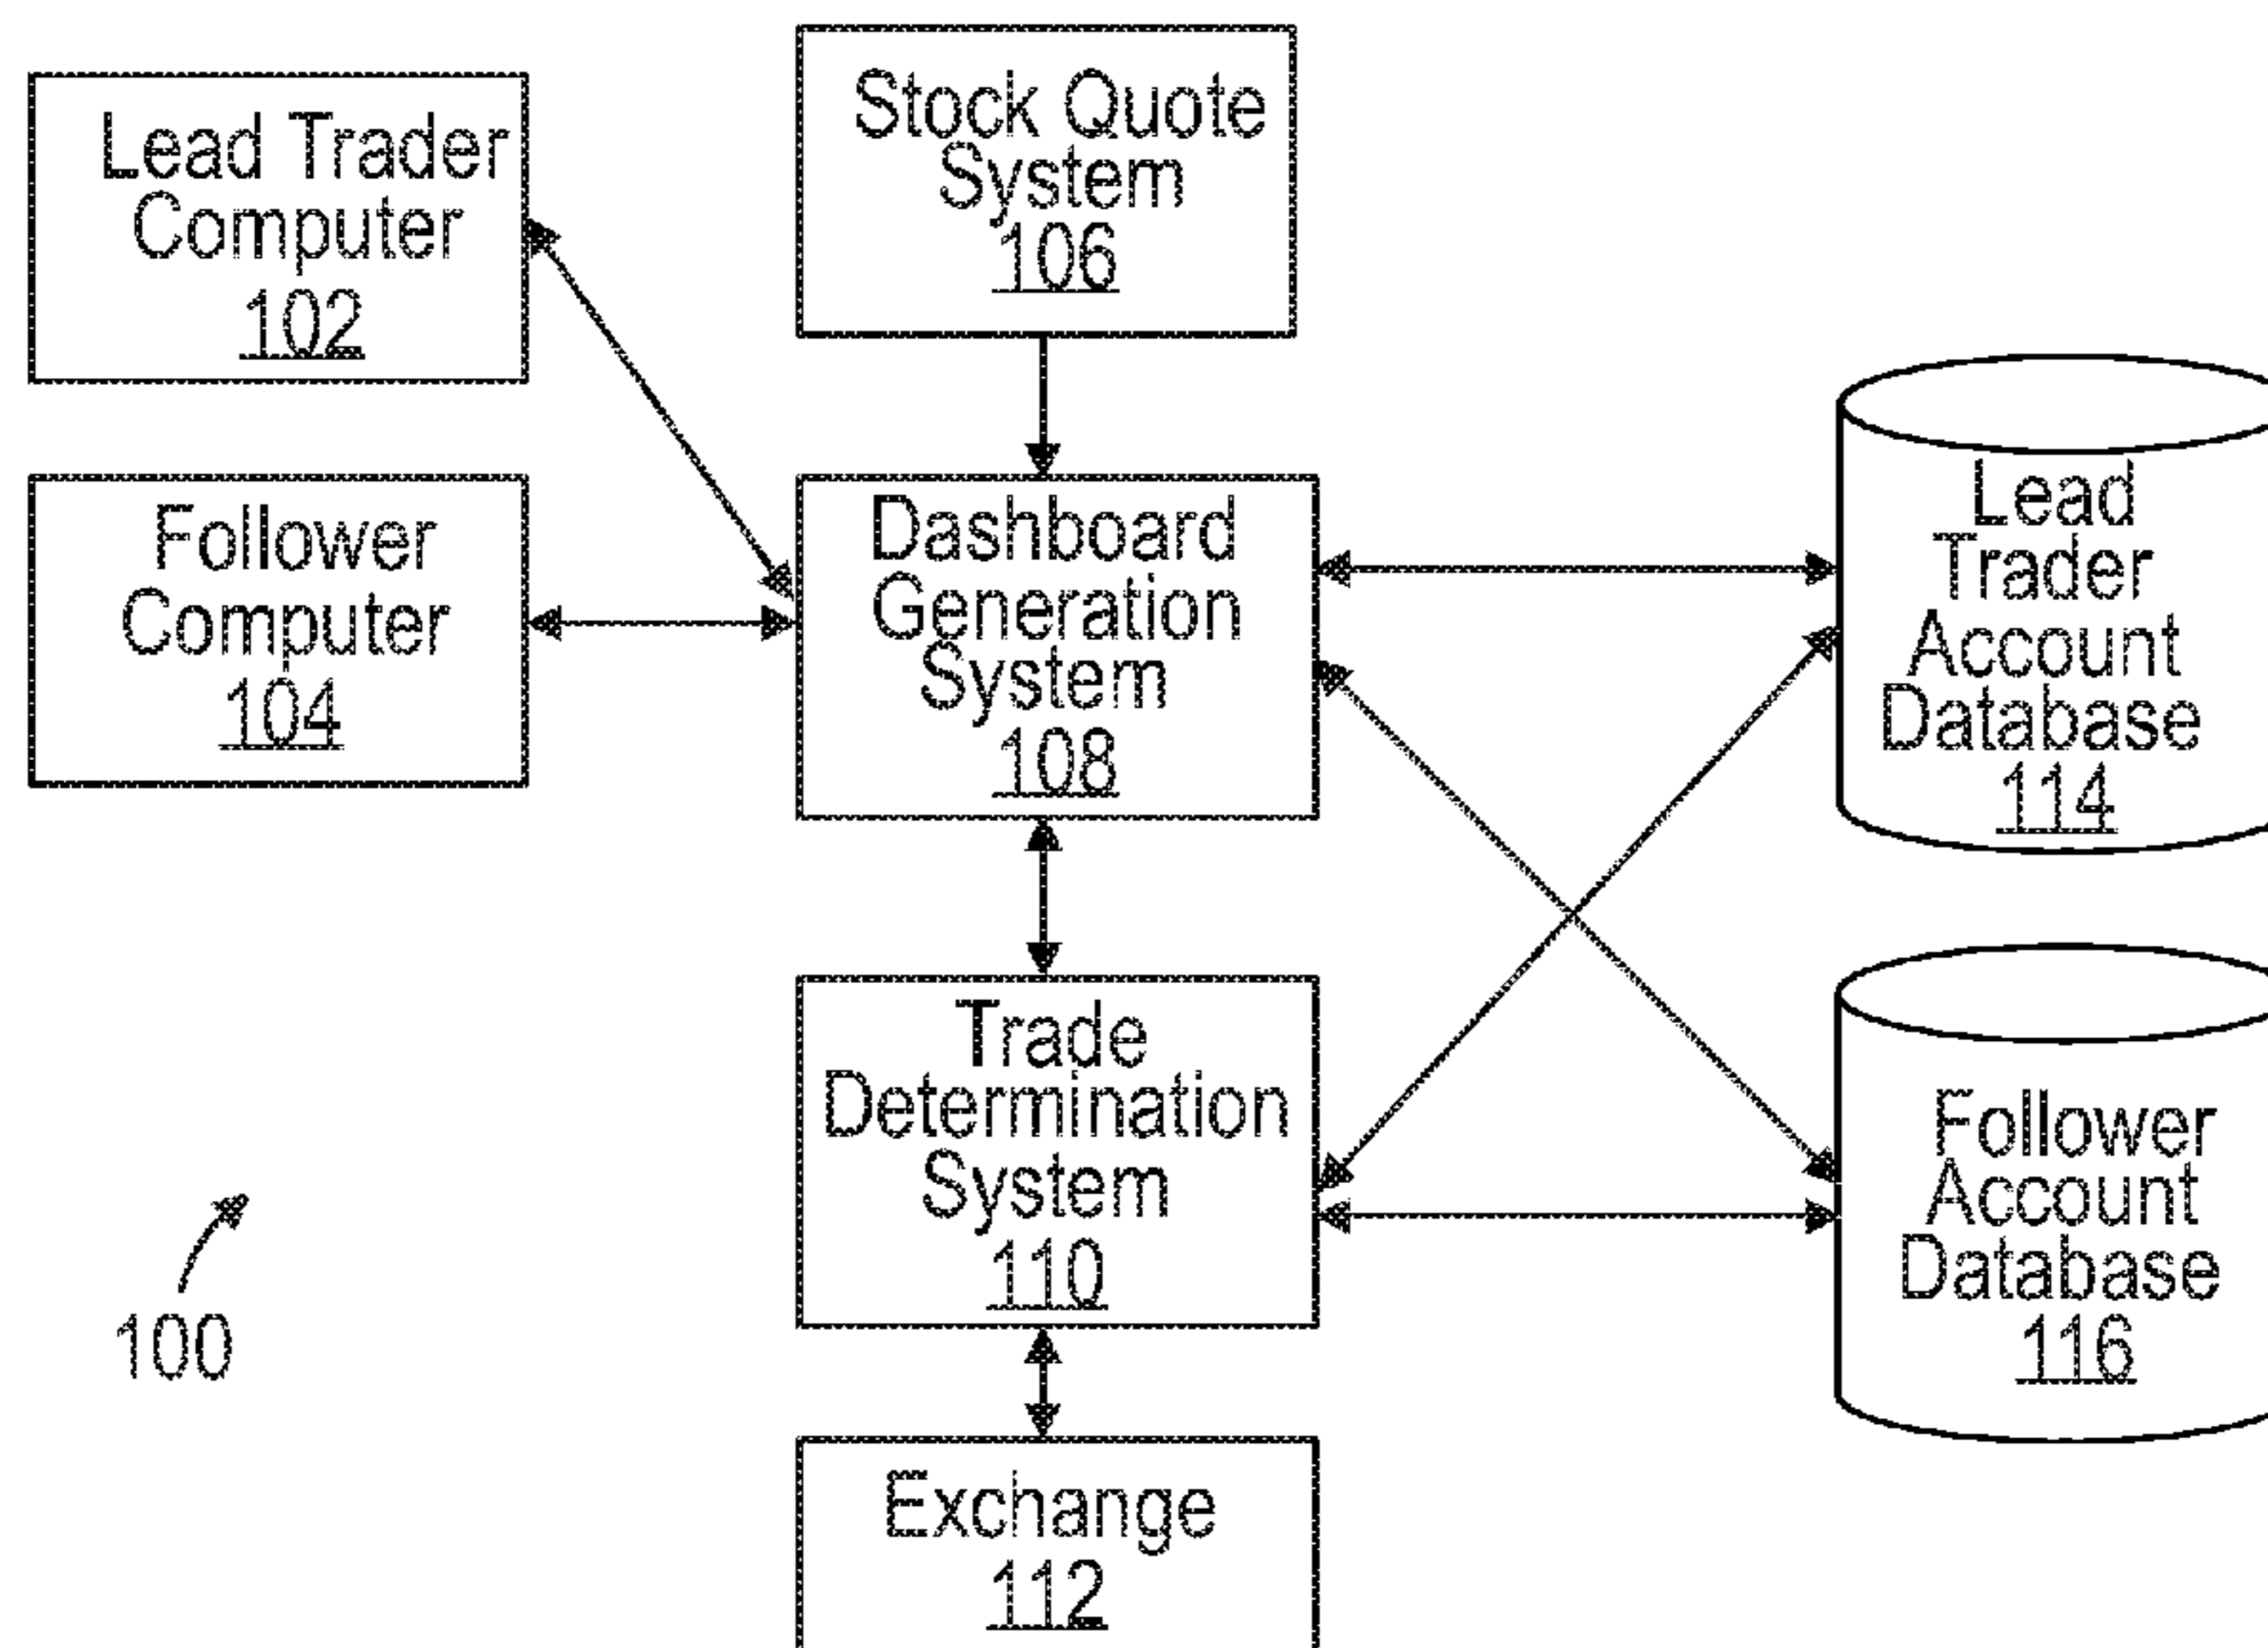 Lead Trader
Computer
102
Stock Quote
System
106
Follower
Computer
104
Dashboard
Generation
System
108
Lead
Trader
Account
Database
114
Trade
Determination
System
110
Follower
Account
Database
116
100
Exchange
112